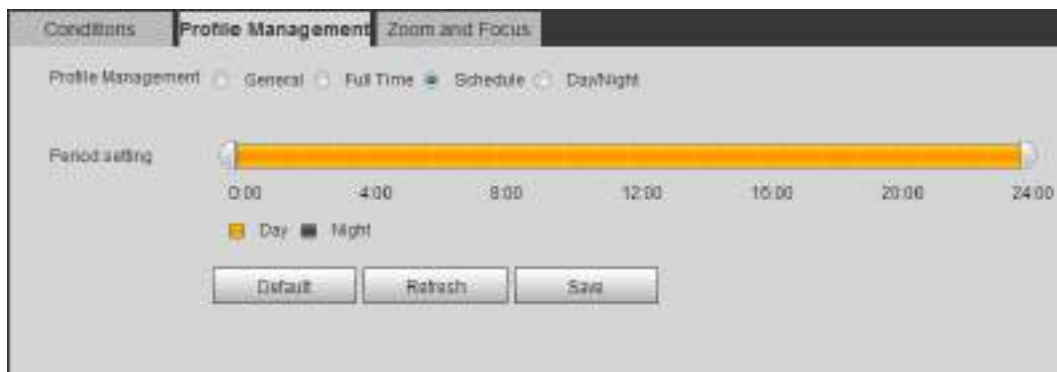 Conditions Profile Management Zoom and Focus
Profile Management General Full Time Schedule Day/Night
Period setting
0:00 4:00 8:00 12:00 16:00 20:00 24:00
Day Night
Default Refresh Save